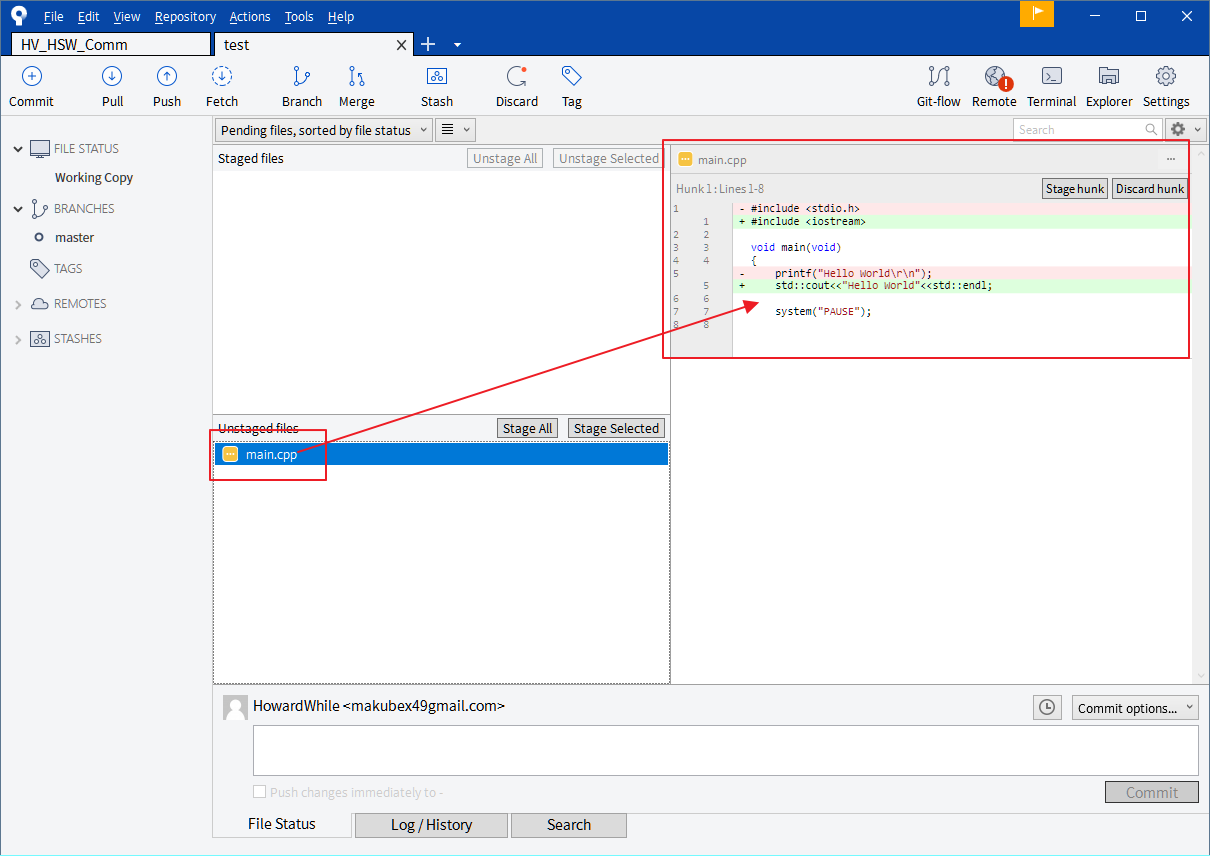 File Edit View Repository Actions Tools Help
HV_HSW_Comm
test
Commit Pull Push Fetch Branch Merge Stash Discard Tag Git-flow Remote Terminal Explorer Settings
Pending files, sorted by file status
Search
FILE STATUS
Working Copy
BRANCHES
master
TAGS
REMOTES
STASHES
Staged files
Unstage All
Unstage Selected
main.cpp
Hunk 1 : Lines 1-8
Stage hunk
Discard hunk
1 - #include <stdio.h>
1 + #include <iostream>
2 2
3 3 void main(void)
4 4 {
5 - printf("Hello World\r\n");
5 + std::cout<<"Hello World"<<std::endl;
6 6
7 7 system("PAUSE");
8 8
Unstaged files
Stage All
Stage Selected
main.cpp
HowardWhile <makubex49gmail.com>
Commit options...
Push changes immediately to -
Commit
File Status
Log / History
Search